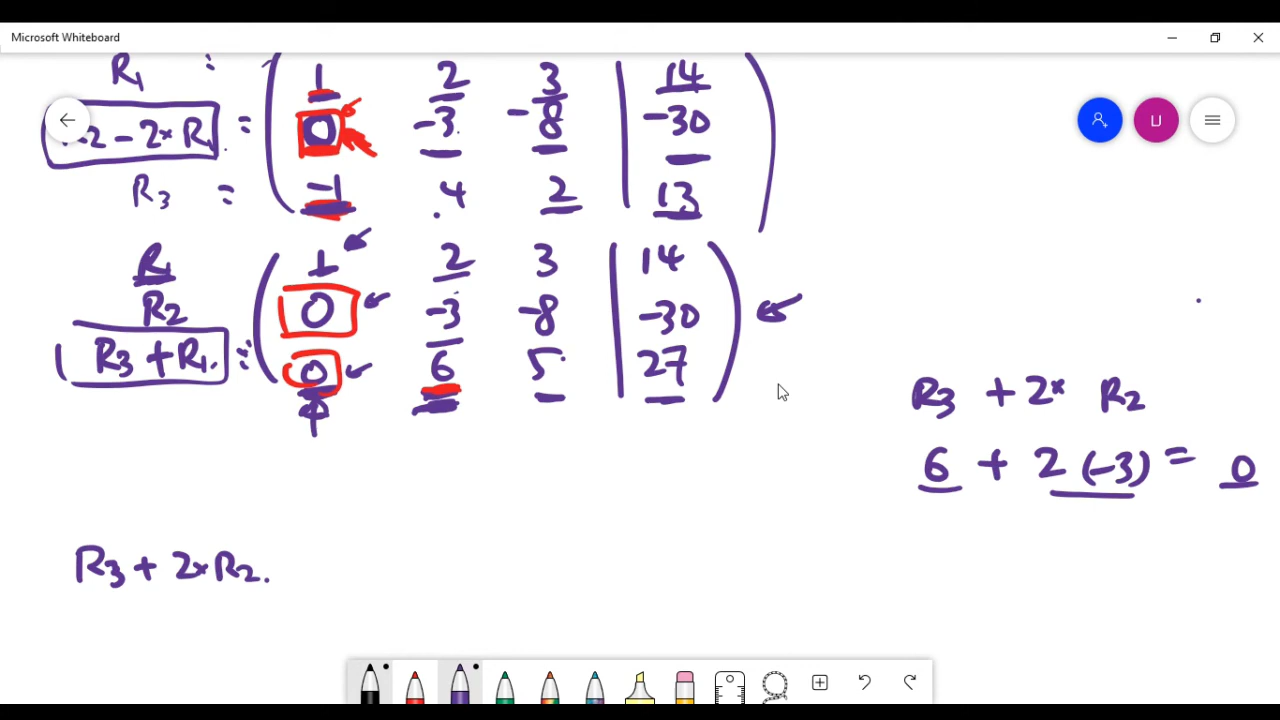 Microsoft Whiteboard
R1 : 1 2 3 | 14
R2 - 2× R1 = 0 -3 -8 | -30
R3 = -1 4 2 | 13
U
R1 1 2 3 | 14
R2 0 -3 -8 | -30
R3 + R1. = 0 6 5 | 27
R3 + 2× R2
6 + 2 (-3) = 0
R3 + 2×R2.